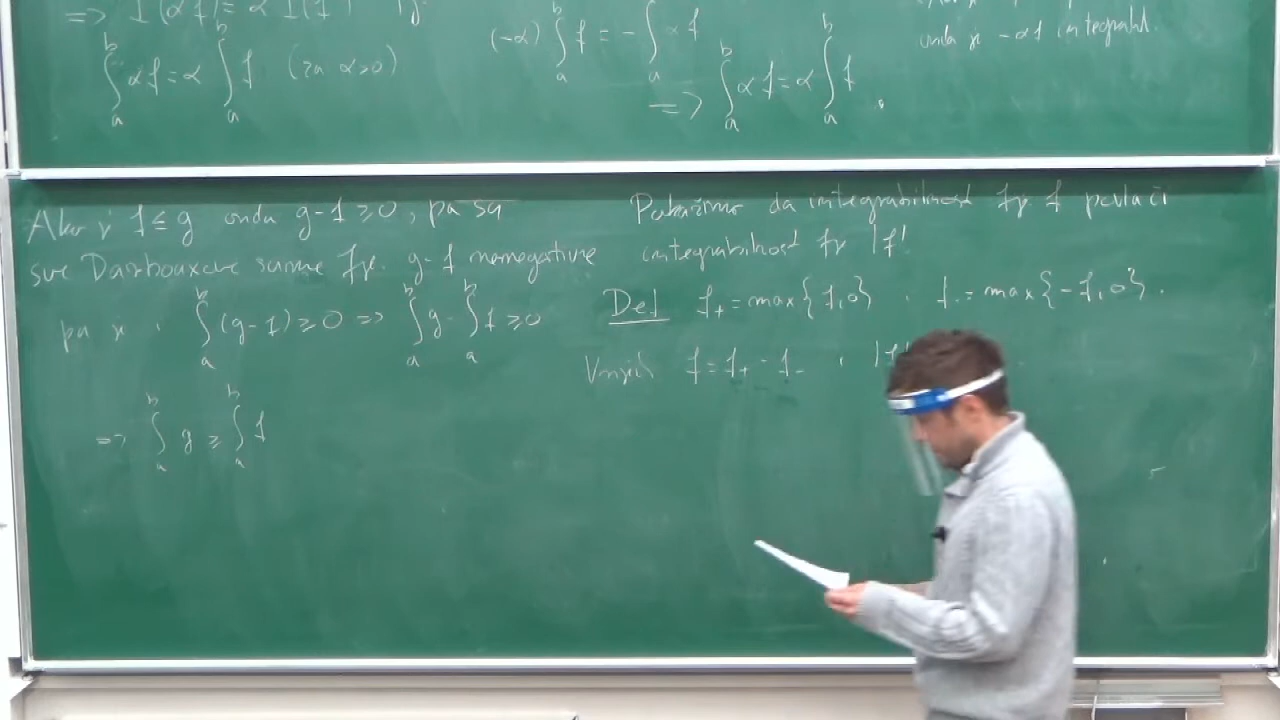 => I(αf) = α I(f)
∫_a^b αf = α ∫_a^b f (za α>0)
(-α) ∫_a^b f = - ∫_a^b α f
=> ∫_a^b α f = α ∫_a^b f .
onda je -αf integrabil.
Ako je f ≤ g onda g-f ≥ 0, pa su
sve Darbouxeve sume fje. g-f nenegativne
pa je ∫_a^b (g-f) ≥ 0 => ∫_a^b g - ∫_a^b f ≥ 0
=> ∫_a^b g ≥ ∫_a^b f
Pokažimo da integrabilnost fje f povlači
integrabilnost fje |f|
Def f₊ = max{f,0} , f₋ = max{-f,0} .
Vrijedi f = f₊ - f₋ , |f|